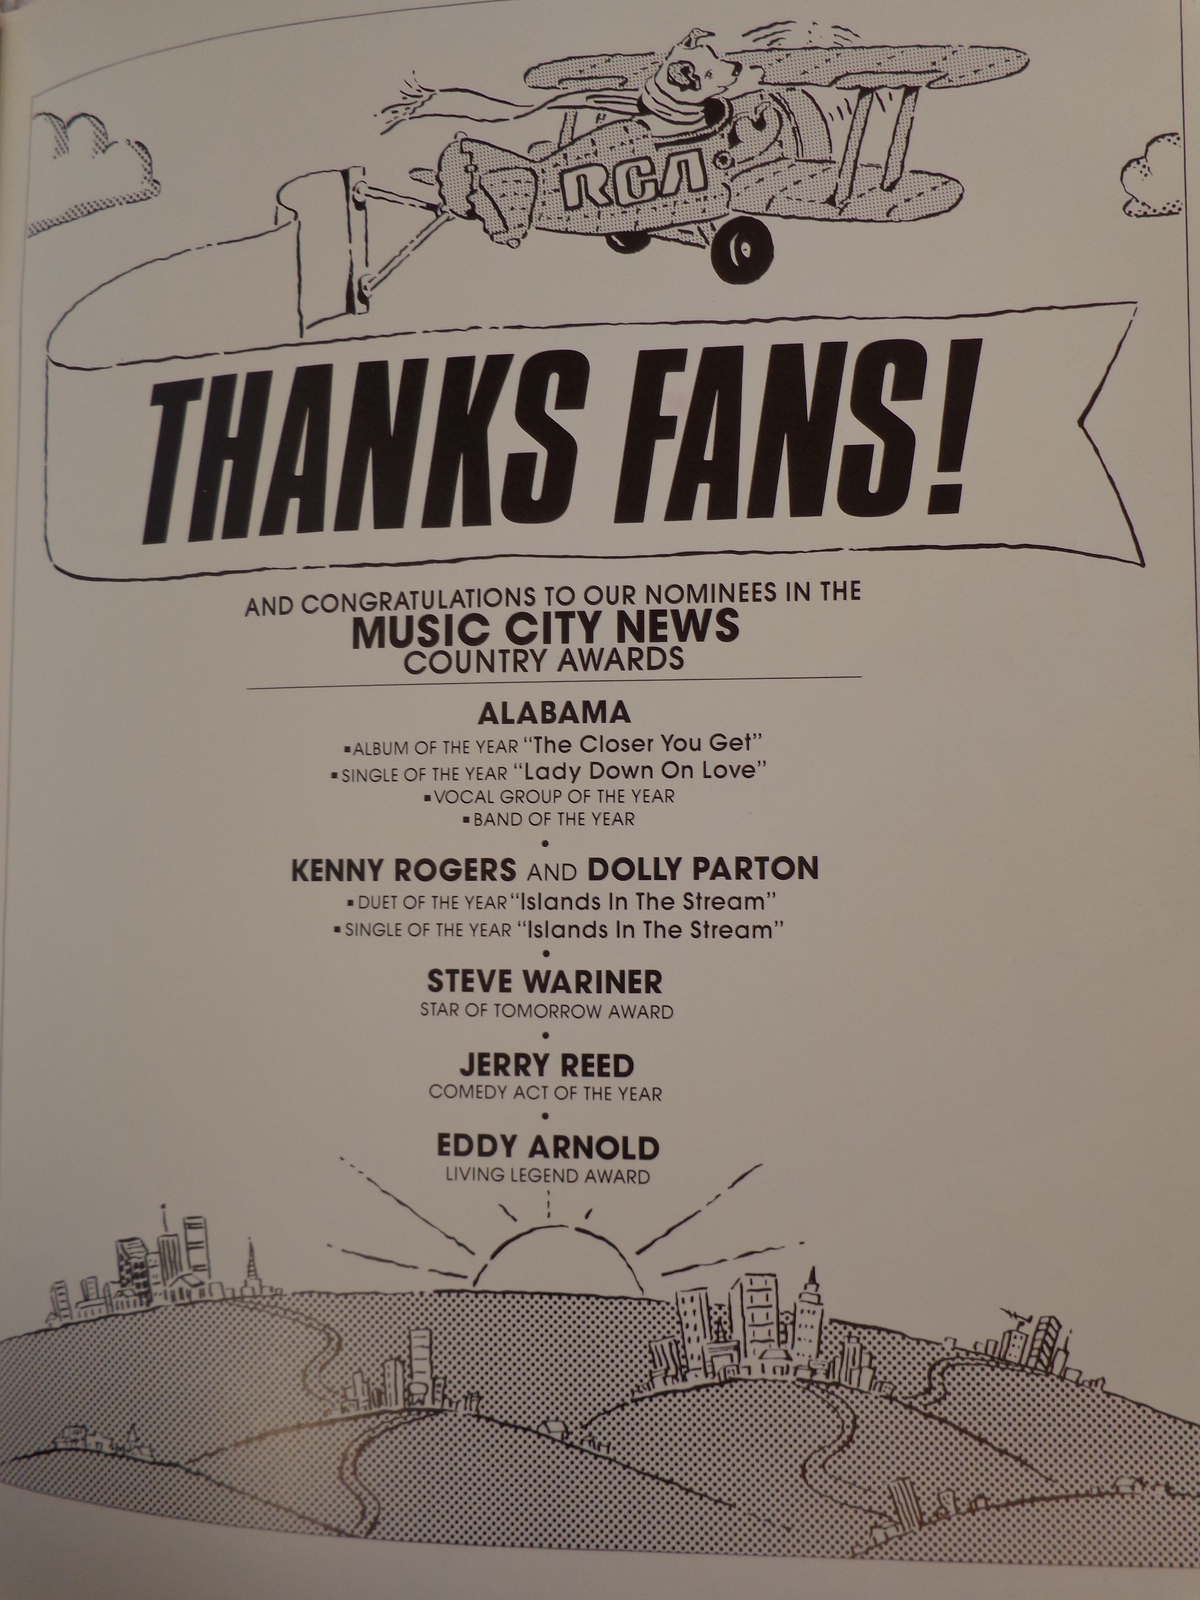 RCA
THANKS FANS!
AND CONGRATULATIONS TO OUR NOMINEES IN THE
MUSIC CITY NEWS
COUNTRY AWARDS
ALABAMA
▪ALBUM OF THE YEAR “The Closer You Get”
▪SINGLE OF THE YEAR “Lady Down On Love”
▪VOCAL GROUP OF THE YEAR
▪BAND OF THE YEAR
•
KENNY ROGERS AND DOLLY PARTON
▪DUET OF THE YEAR “Islands In The Stream”
▪SINGLE OF THE YEAR “Islands In The Stream”
•
STEVE WARINER
STAR OF TOMORROW AWARD
•
JERRY REED
COMEDY ACT OF THE YEAR
•
EDDY ARNOLD
LIVING LEGEND AWARD